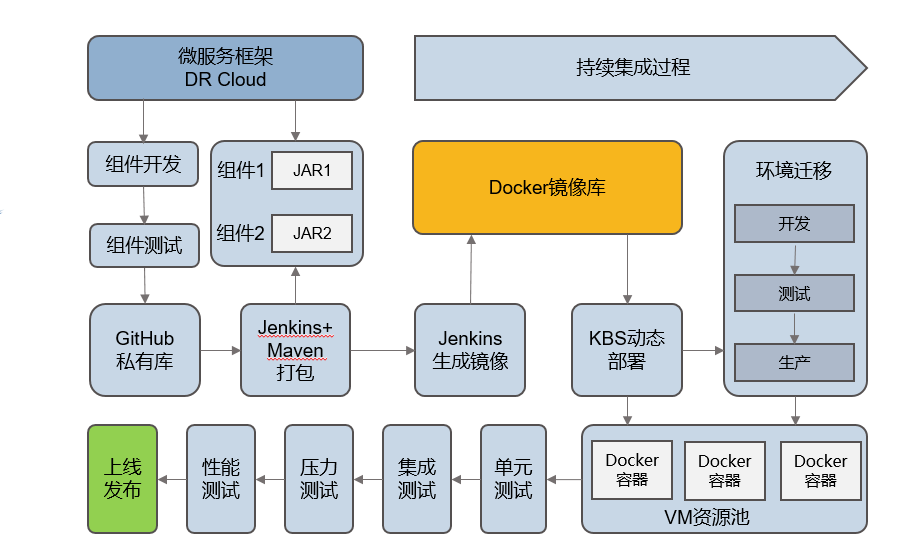 微服务框架
DR Cloud
持续集成过程
组件开发
组件1
JAR1
组件测试
组件2
JAR2
Docker镜像库
环境迁移
开发
测试
生产
GitHub
私有库
Jenkins+
Maven
打包
Jenkins
生成镜像
KBS动态
部署
上线
发布
性能
测试
压力
测试
集成
测试
单元
测试
Docker
容器
Docker
容器
Docker
容器
VM资源池